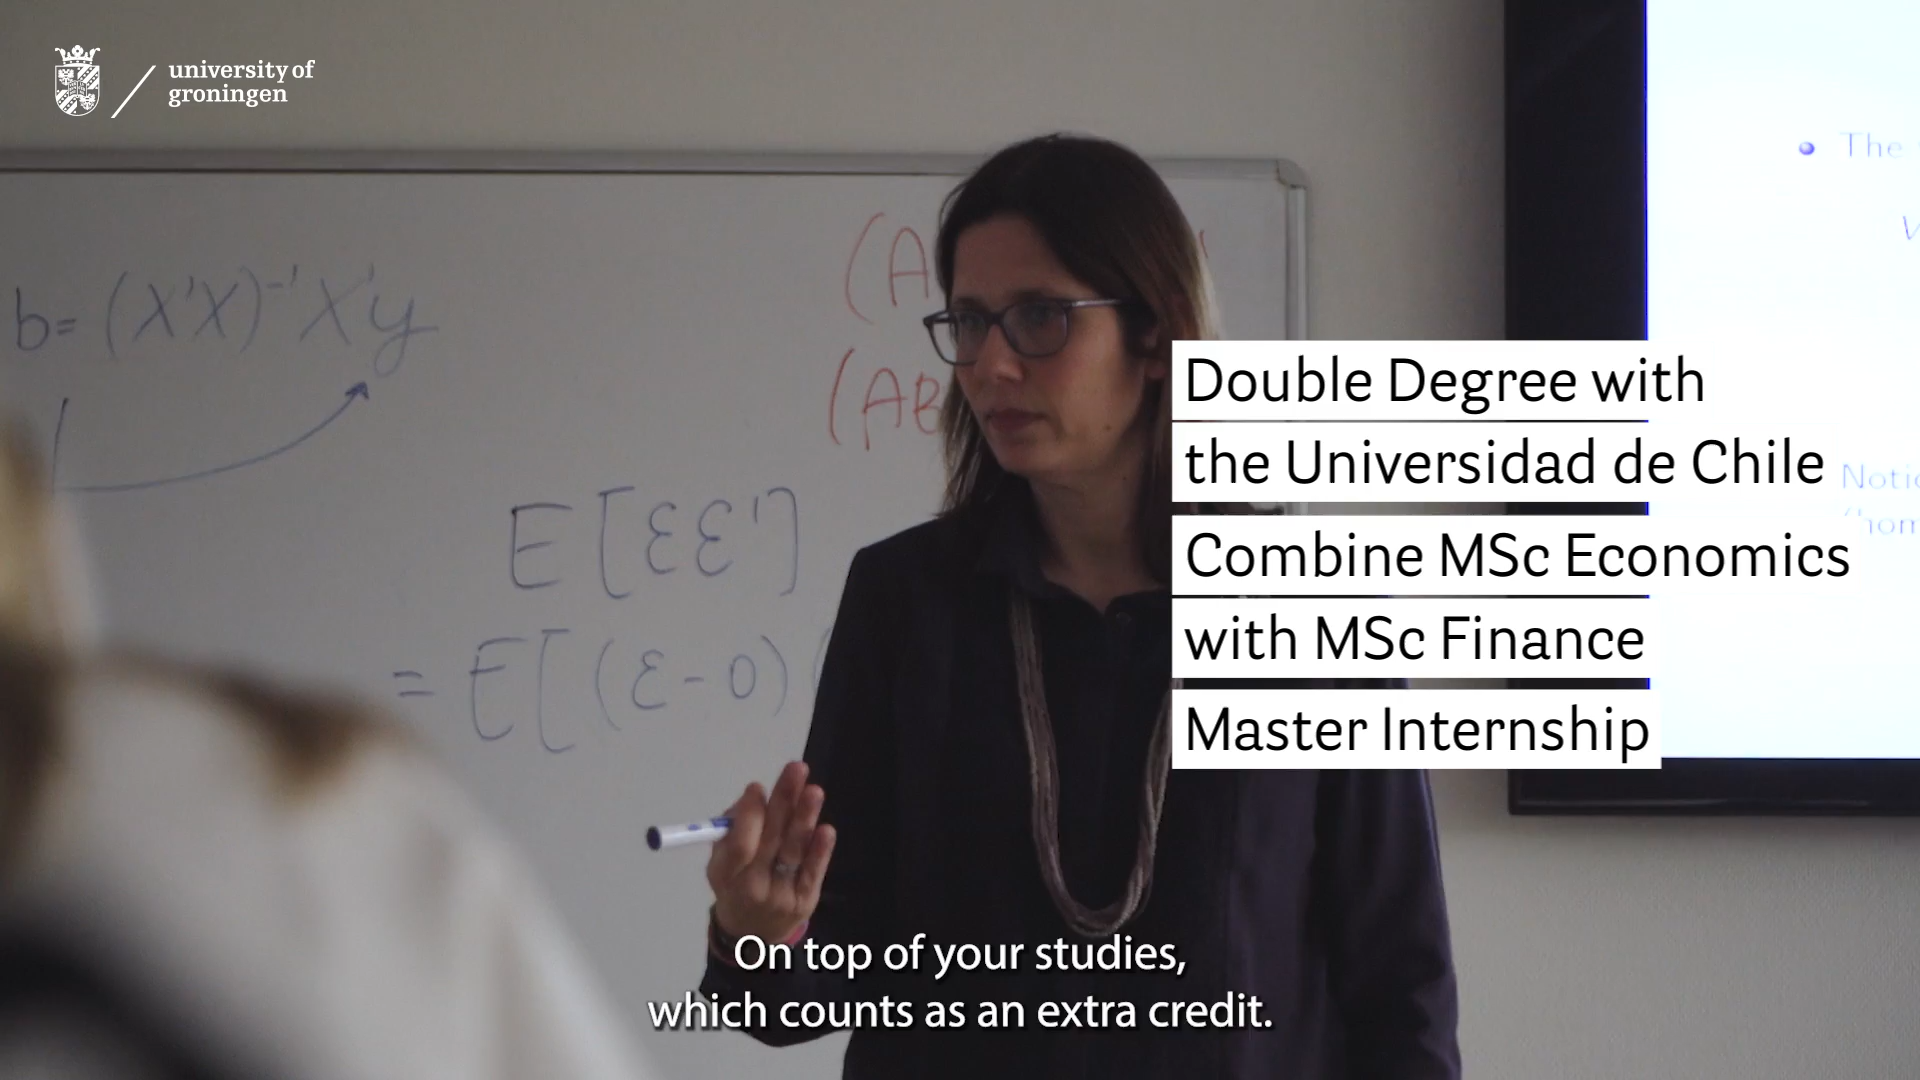 university of
groningen
The
b= (X'X)⁻¹X'y
(A
(AB
E[εε']
= E[(ε-0)(
Double Degree with
the Universidad de Chile
Combine MSc Economics
with MSc Finance
Master Internship
On top of your studies,
which counts as an extra credit.